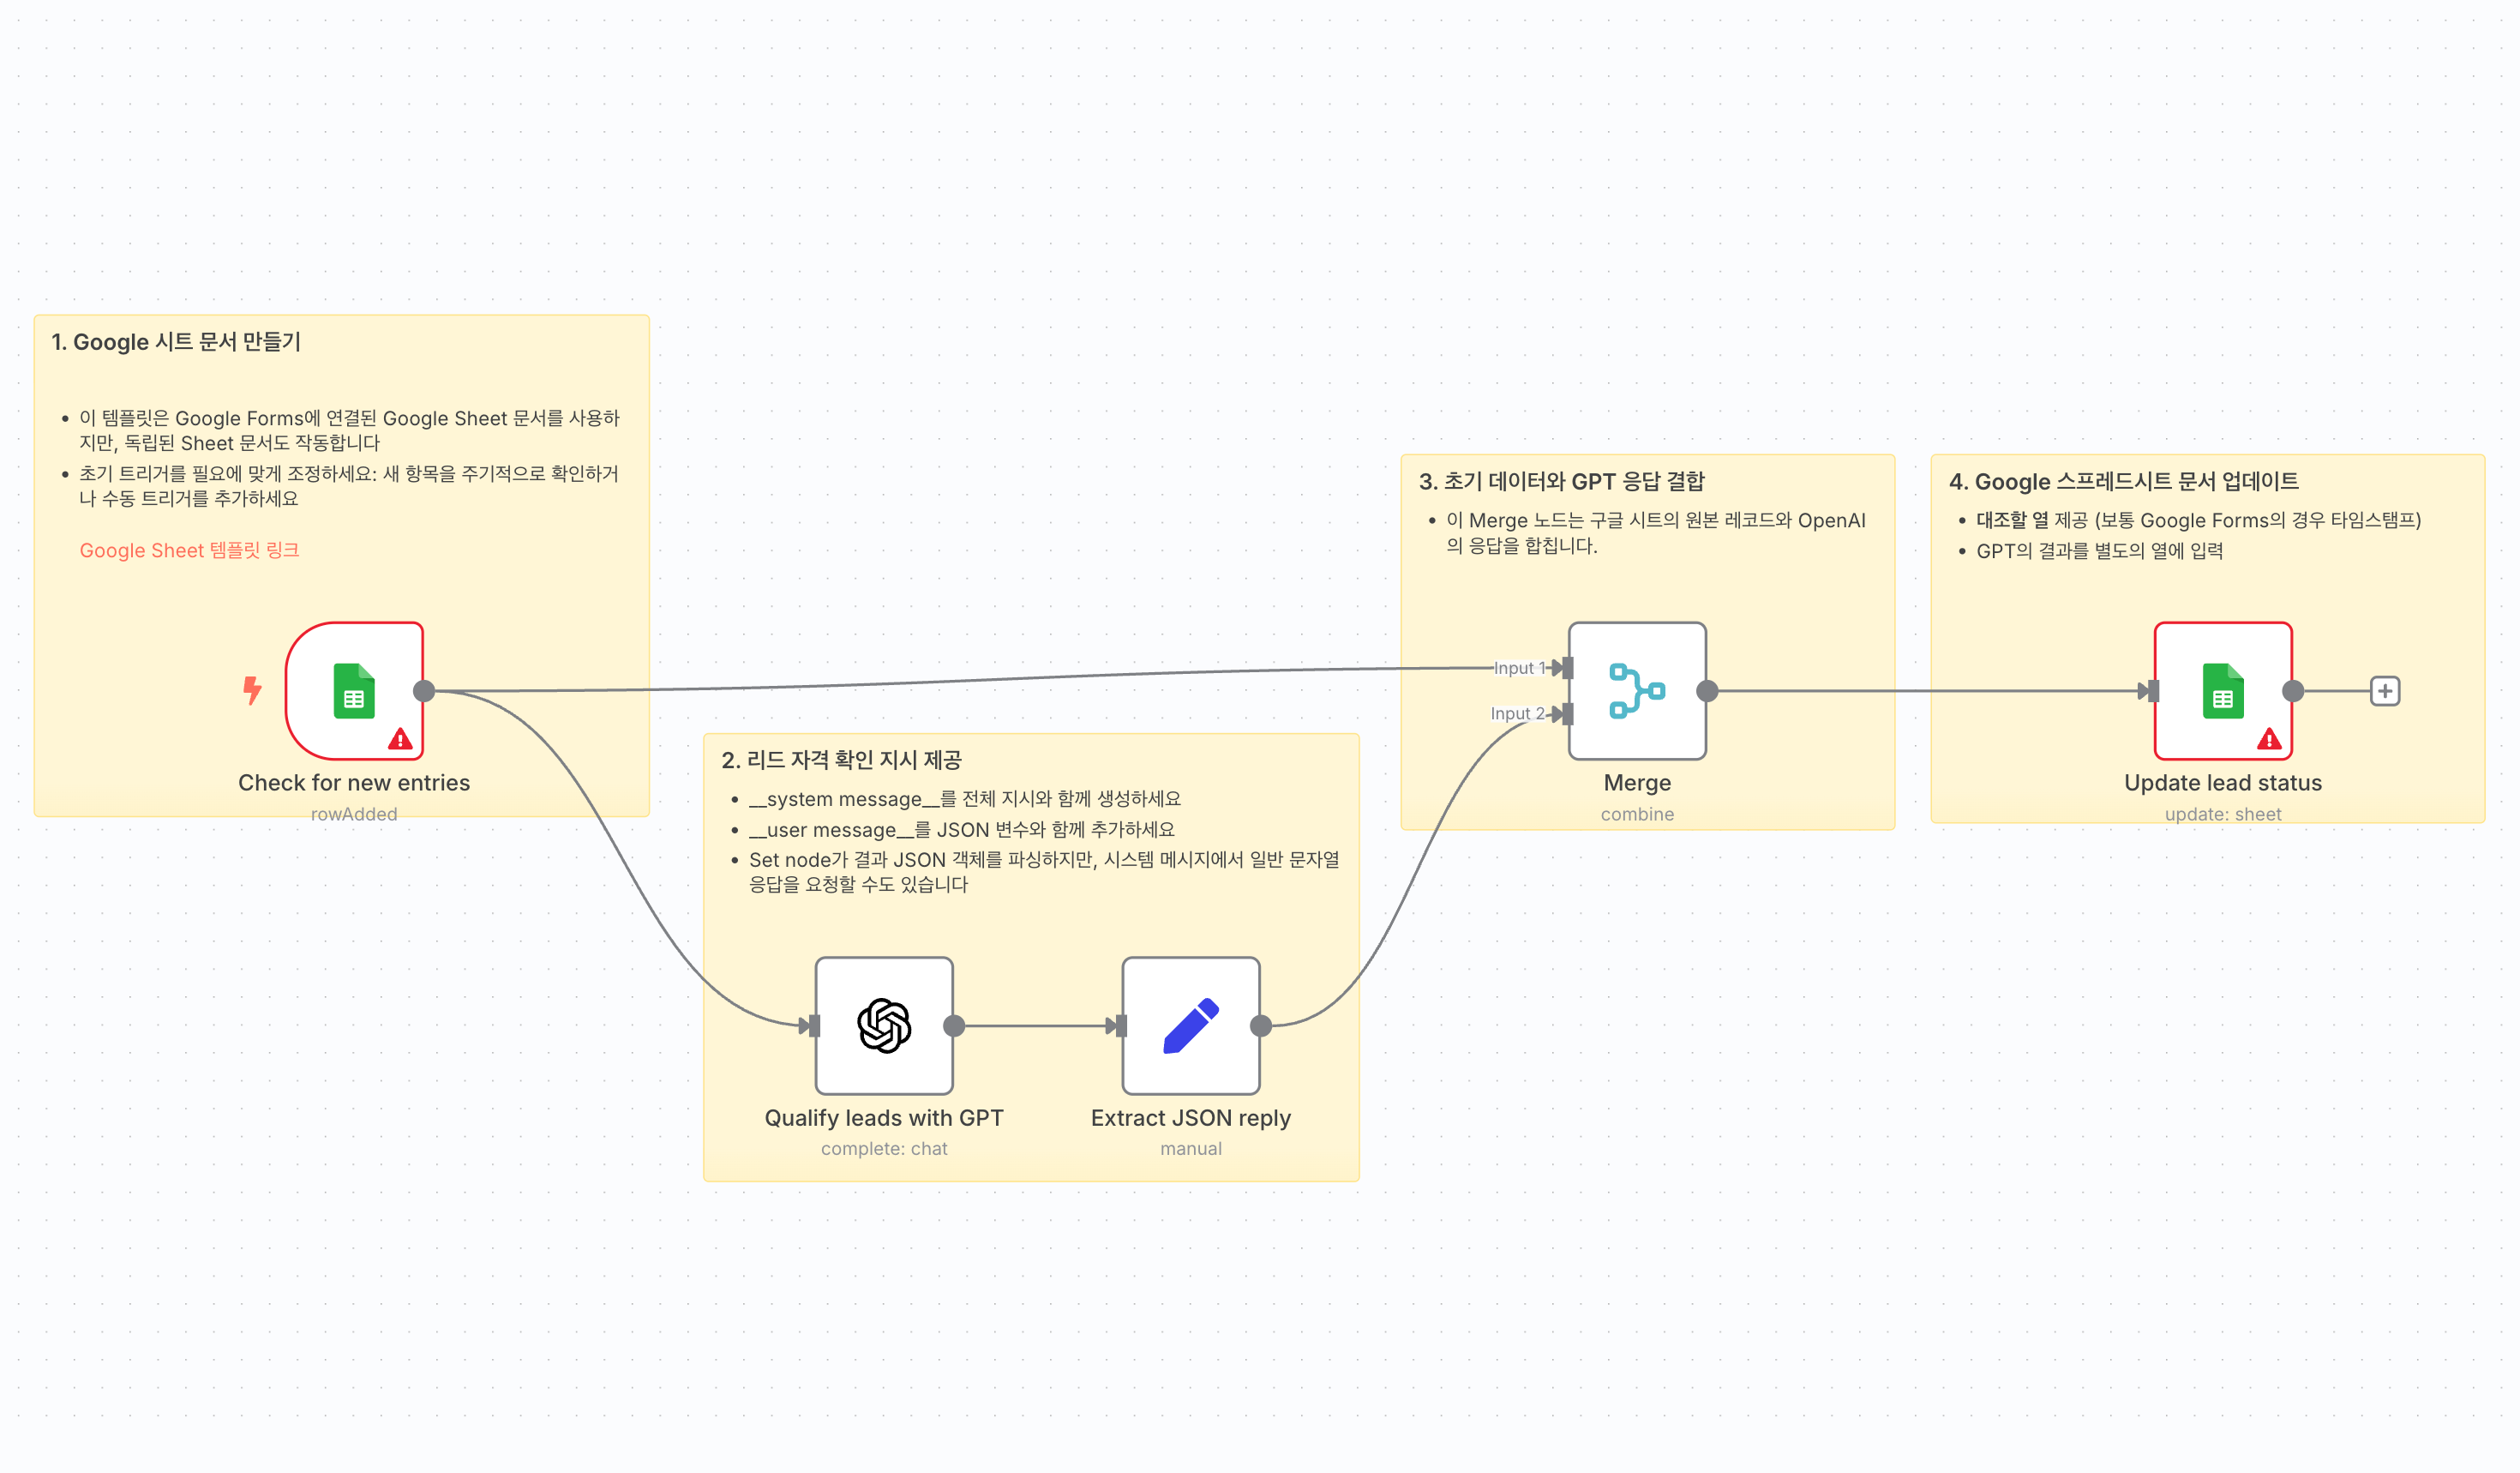 1. Google 시트 문서 만들기
이 템플릿은 Google Forms에 연결된 Google Sheet 문서를 사용하
지만, 독립된 Sheet 문서도 작동합니다
초기 트리거를 필요에 맞게 조정하세요: 새 항목을 주기적으로 확인하거
나 수동 트리거를 추가하세요
Google Sheet 템플릿 링크
Check for new entries
rowAdded
2. 리드 자격 확인 지시 제공
__system message__를 전체 지시와 함께 생성하세요
__user message__를 JSON 변수와 함께 추가하세요
Set node가 결과 JSON 객체를 파싱하지만, 시스템 메시지에서 일반 문자열
응답을 요청할 수도 있습니다
Qualify leads with GPT
complete: chat
Extract JSON reply
manual
3. 초기 데이터와 GPT 응답 결합
이 Merge 노드는 구글 시트의 원본 레코드와 OpenAI
의 응답을 합칩니다.
Input 1
Input 2
Merge
combine
4. Google 스프레드시트 문서 업데이트
대조할 열 제공 (보통 Google Forms의 경우 타임스탬프)
GPT의 결과를 별도의 열에 입력
Update lead status
update: sheet